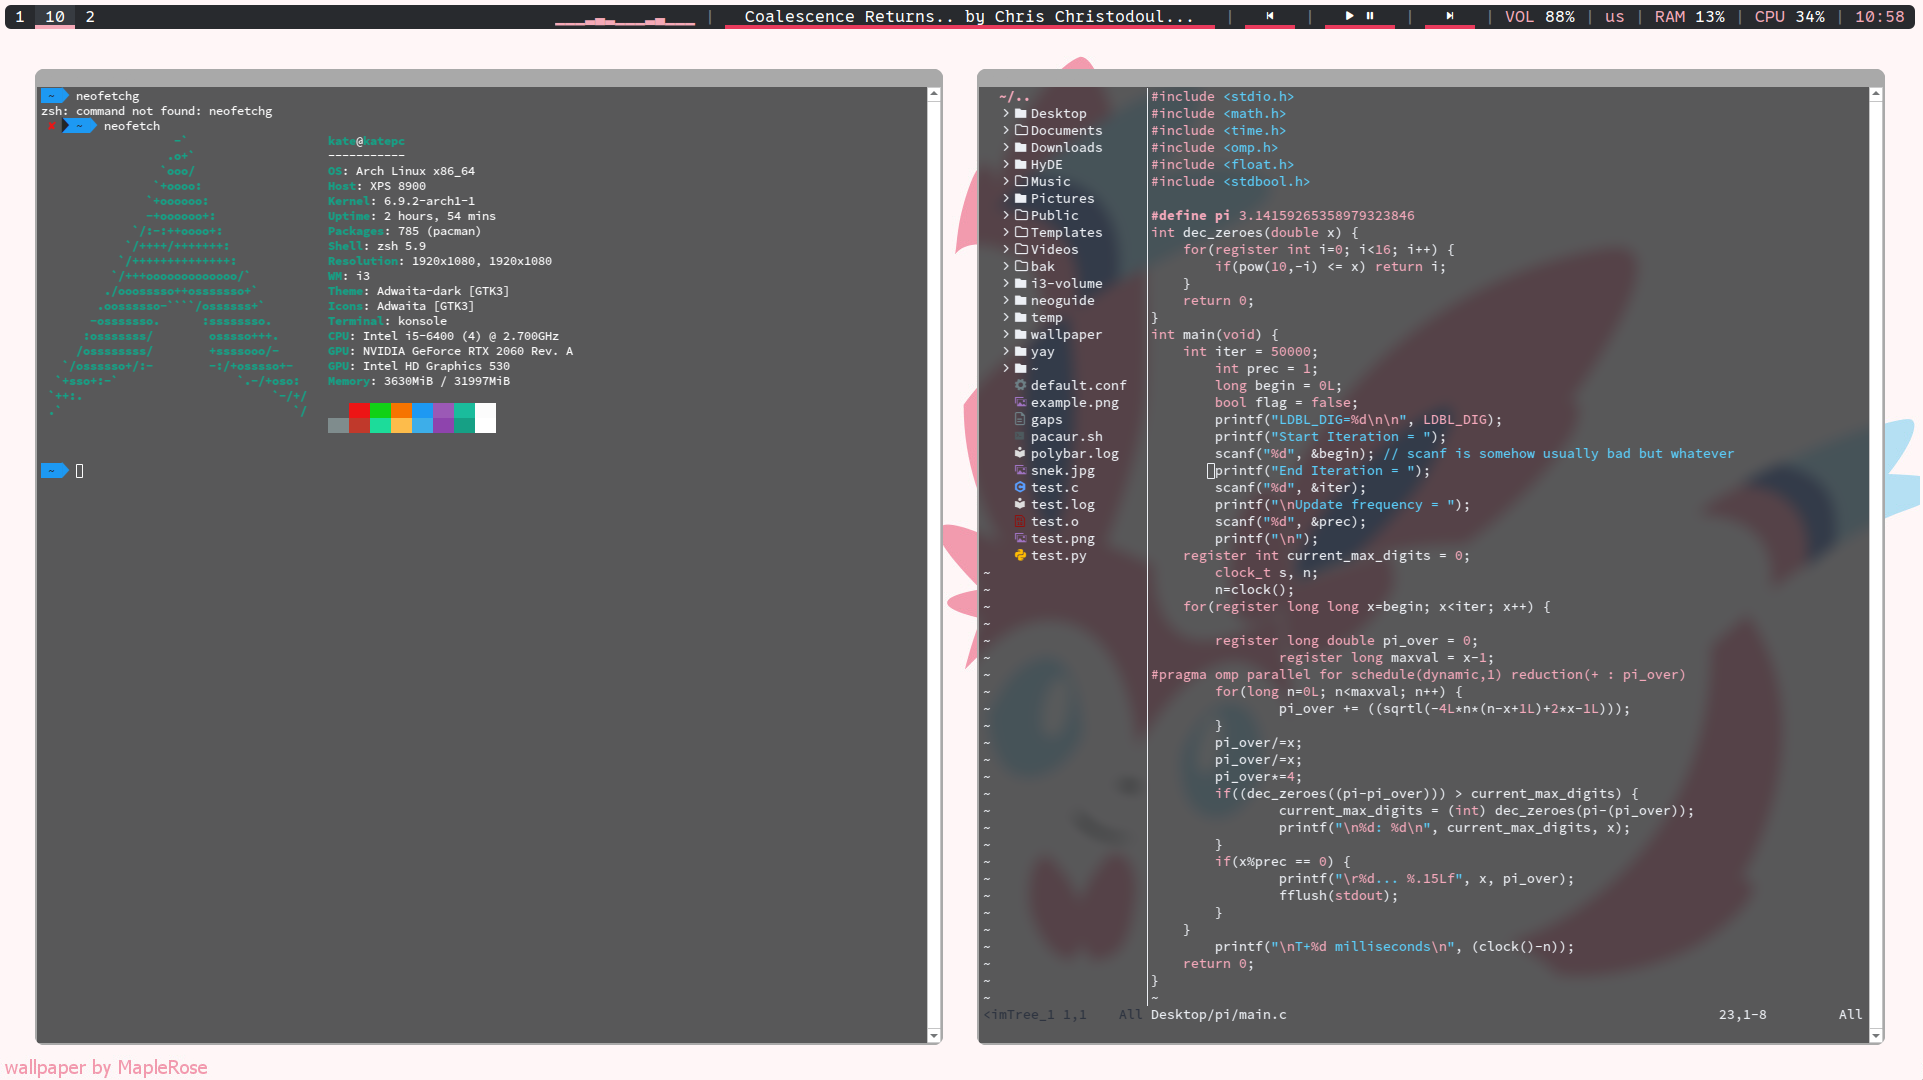 1 10 2 | Coalescence Returns.. by Chris Christodoul... | | | | VOL 88% | us | RAM 13% | CPU 34% | 10:58
~ neofetchg
zsh: command not found: neofetchg
✘ ~ neofetch
kate@katepc
-----------
OS: Arch Linux x86_64
Host: XPS 8900
Kernel: 6.9.2-arch1-1
Uptime: 2 hours, 54 mins
Packages: 785 (pacman)
Shell: zsh 5.9
Resolution: 1920x1080, 1920x1080
WM: i3
Theme: Adwaita-dark [GTK3]
Icons: Adwaita [GTK3]
Terminal: konsole
CPU: Intel i5-6400 (4) @ 2.700GHz
GPU: NVIDIA GeForce RTX 2060 Rev. A
GPU: Intel HD Graphics 530
Memory: 3630MiB / 31997MiB
~
~/..
Desktop
Documents
Downloads
HyDE
Music
Pictures
Public
Templates
Videos
bak
i3-volume
neoguide
temp
wallpaper
yay
~
default.conf
example.png
gaps
pacaur.sh
polybar.log
snek.jpg
test.c
test.log
test.o
test.png
test.py
<imTree_1 1,1 All
#include <stdio.h>
#include <math.h>
#include <time.h>
#include <omp.h>
#include <float.h>
#include <stdbool.h>
#define pi 3.14159265358979323846
int dec_zeroes(double x) {
for(register int i=0; i<16; i++) {
if(pow(10,-i) <= x) return i;
}
return 0;
}
int main(void) {
int iter = 50000;
int prec = 1;
long begin = 0L;
bool flag = false;
printf("LDBL_DIG=%d\n\n", LDBL_DIG);
printf("Start Iteration = ");
scanf("%d", &begin); // scanf is somehow usually bad but whatever
printf("End Iteration = ");
scanf("%d", &iter);
printf("\nUpdate frequency = ");
scanf("%d", &prec);
printf("\n");
register int current_max_digits = 0;
clock_t s, n;
n=clock();
for(register long long x=begin; x<iter; x++) {
register long double pi_over = 0;
register long maxval = x-1;
#pragma omp parallel for schedule(dynamic,1) reduction(+ : pi_over)
for(long n=0L; n<maxval; n++) {
pi_over += ((sqrtl(-4L*n*(n-x+1L)+2*x-1L)));
}
pi_over/=x;
pi_over/=x;
pi_over*=4;
if((dec_zeroes((pi-pi_over))) > current_max_digits) {
current_max_digits = (int) dec_zeroes(pi-(pi_over));
printf("\n%d: %d\n", current_max_digits, x);
}
if(x%prec == 0) {
printf("\r%d... %.15Lf", x, pi_over);
fflush(stdout);
}
}
printf("\nT+%d milliseconds\n", (clock()-n));
return 0;
}
~
Desktop/pi/main.c 23,1-8 All
wallpaper by MapleRose